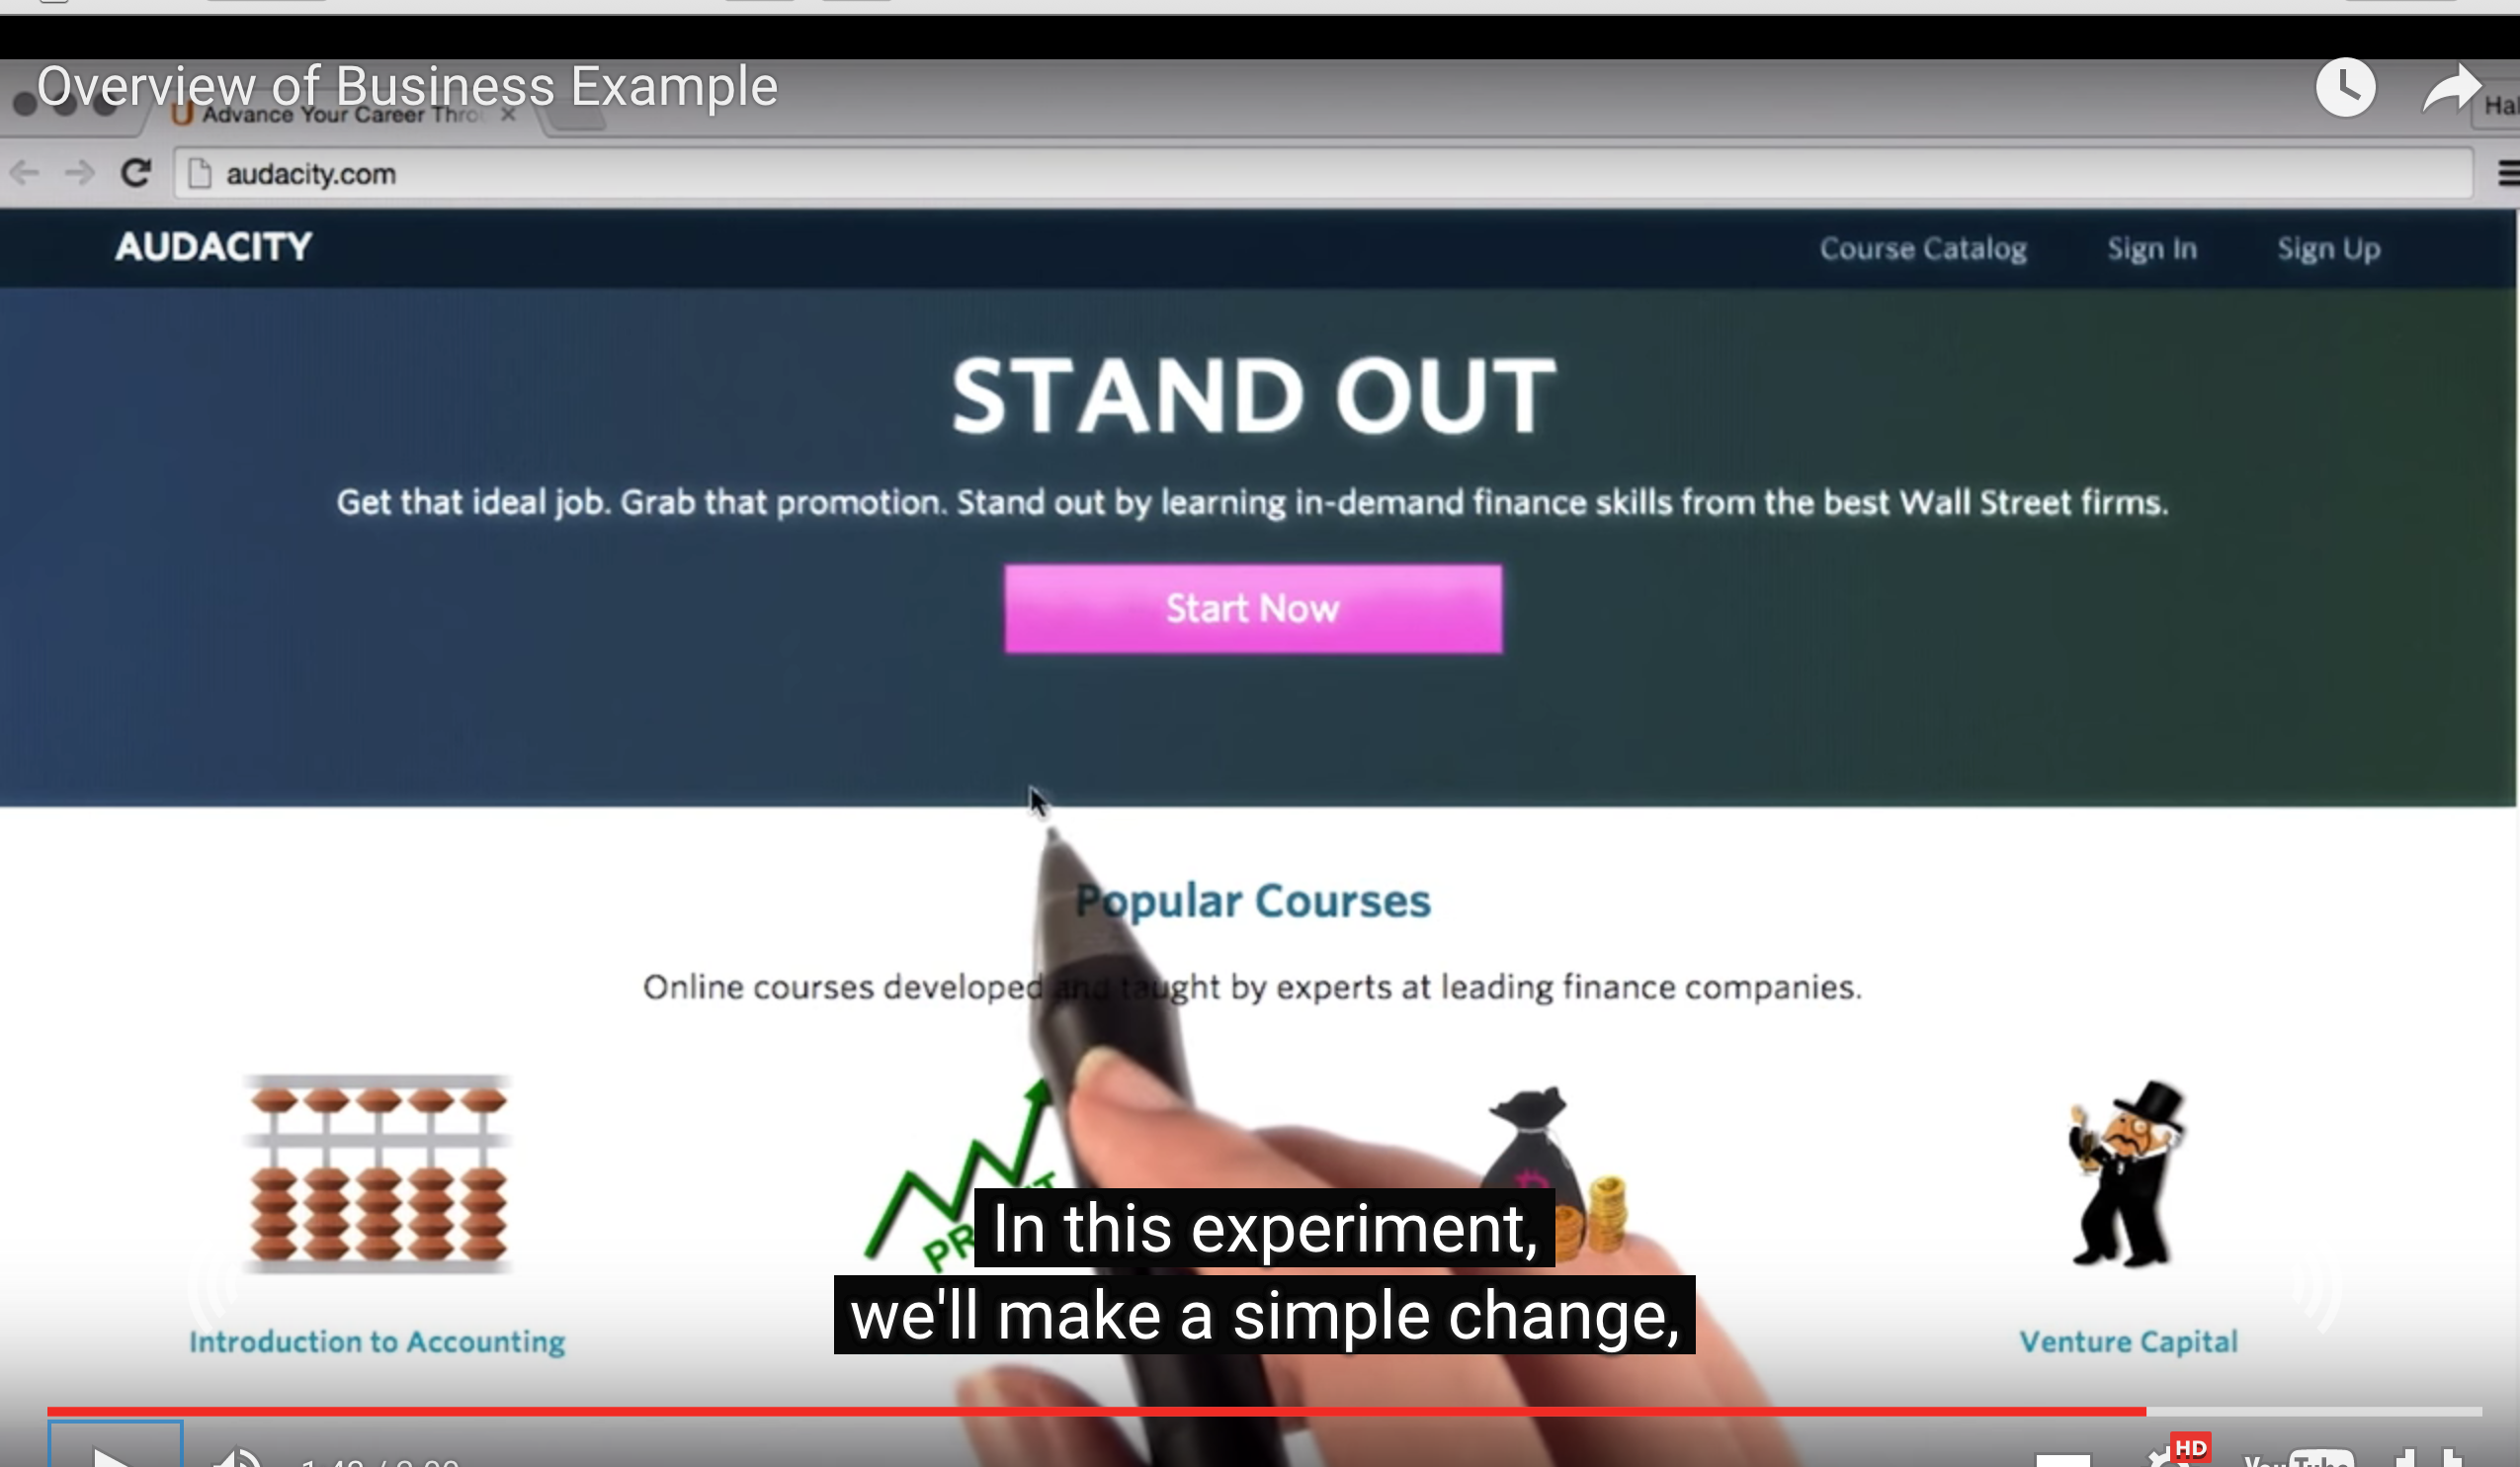 Overview of Business Example
Advance Your Career Thro
Hal
audacity.com
AUDACITY
Course Catalog
Sign In
Sign Up
STAND OUT
Get that ideal job. Grab that promotion. Stand out by learning in-demand finance skills from the best Wall Street firms.
Start Now
Popular Courses
Online courses developed and taught by experts at leading finance companies.
In this experiment,
we'll make a simple change,
Introduction to Accounting
Venture Capital
HD
YouTube